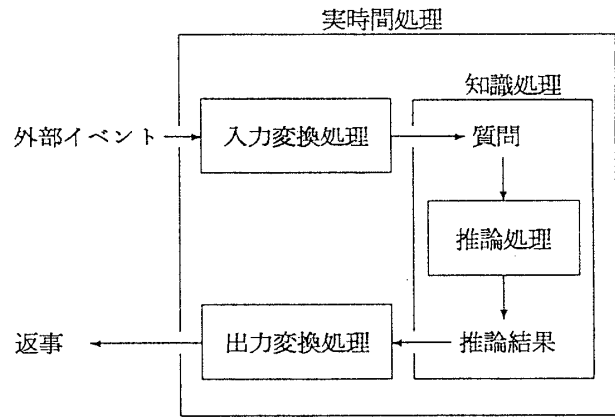 実時間処理
知識処理
外部イベント
入力変換処理
質問
推論処理
返事
出力変換処理
推論結果